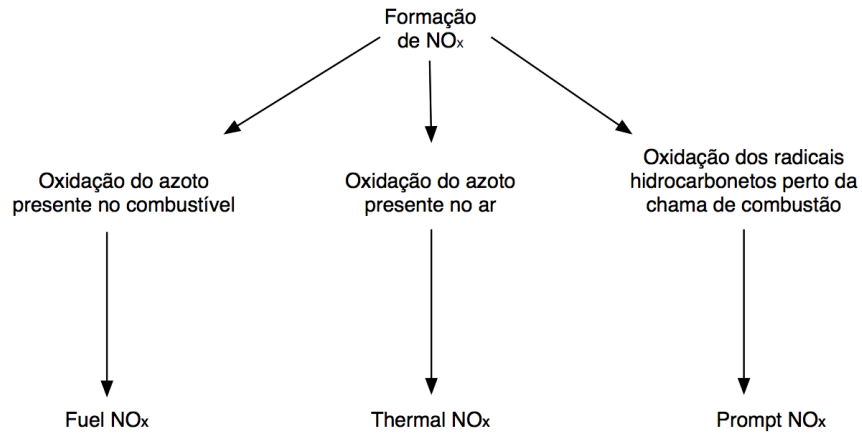 Formação
de NOx
Oxidação do azoto
presente no combustível
Oxidação do azoto
presente no ar
Oxidação dos radicais
hidrocarbonetos perto da
chama de combustão
Fuel NOx
Thermal NOx
Prompt NOx